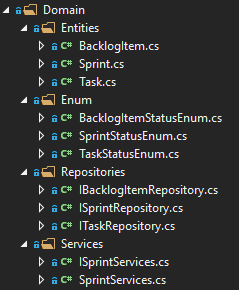 Domain
Entities
C# BacklogItem.cs
C# Sprint.cs
C# Task.cs
Enum
C# BacklogItemStatusEnum.cs
C# SprintStatusEnum.cs
C# TaskStatusEnum.cs
Repositories
C# IBacklogItemRepository.cs
C# ISprintRepository.cs
C# ITaskRepository.cs
Services
C# ISprintServices.cs
C# SprintServices.cs